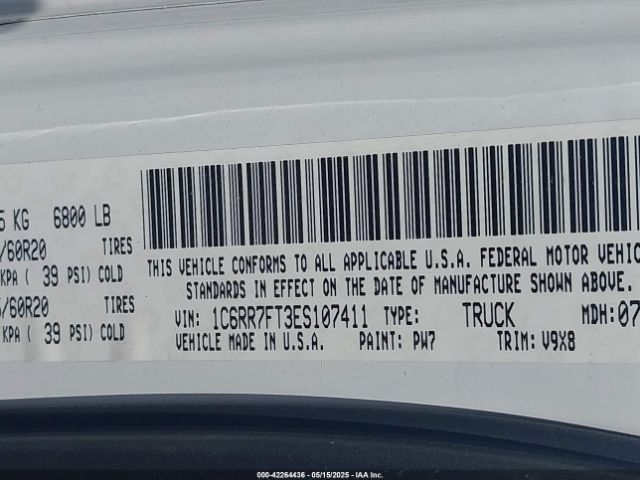 5 KG 6800 LB
/60R20 TIRES
KPA ( 39 PSI) COLD
/60R20 TIRES
KPA ( 39 PSI) COLD
THIS VEHICLE CONFORMS TO ALL APPLICABLE U.S.A. FEDERAL MOTOR VEHIC
STANDARDS IN EFFECT ON THE DATE OF MANUFACTURE SHOWN ABOVE.
VIN: 1C6RR7FT3ES107411 TYPE: TRUCK MDH:07
VEHICLE MADE IN U.S.A. PAINT: PW7 TRIM: V9X8
000-42264436 - 05/15/2025 - IAA Inc.